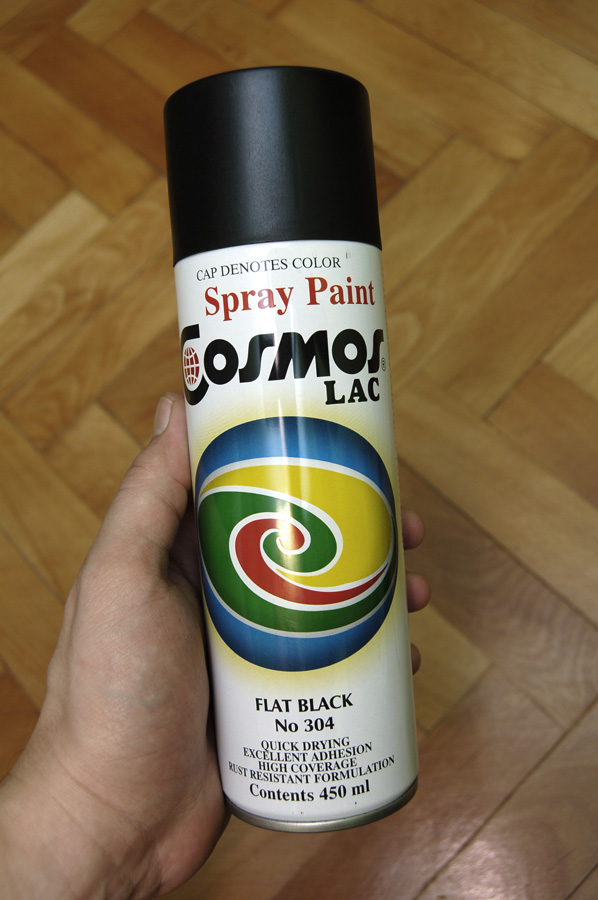 CAP DENOTES COLOR
Spray Paint
COSMOS®
LAC
FLAT BLACK
No 304
QUICK DRYING
EXCELLENT ADHESION
HIGH COVERAGE
RUST RESISTANT FORMULATION
Contents 450 ml